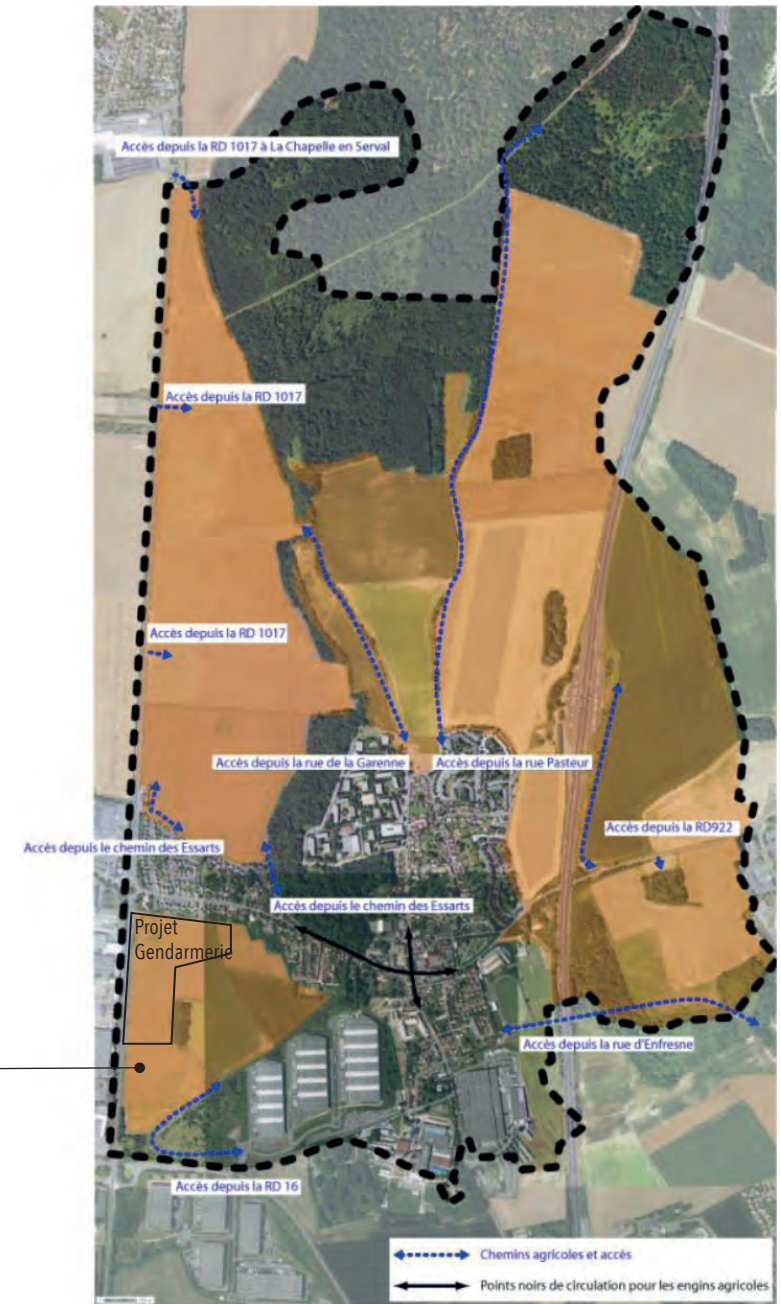 Accès depuis la RD 1017 à La Chapelle en Serval
Accès depuis la RD 1017
Accès depuis la RD 1017
Accès depuis la rue de la Garenne
Accès depuis la rue Pasteur
Accès depuis la RD922
Accès depuis le chemin des Essarts
Accès depuis le chemin des Essarts
Projet
Gendarmerie
Accès depuis la rue d'Enfresne
Accès depuis la RD 16
Chemins agricoles et accès
Points noirs de circulation pour les engins agricoles